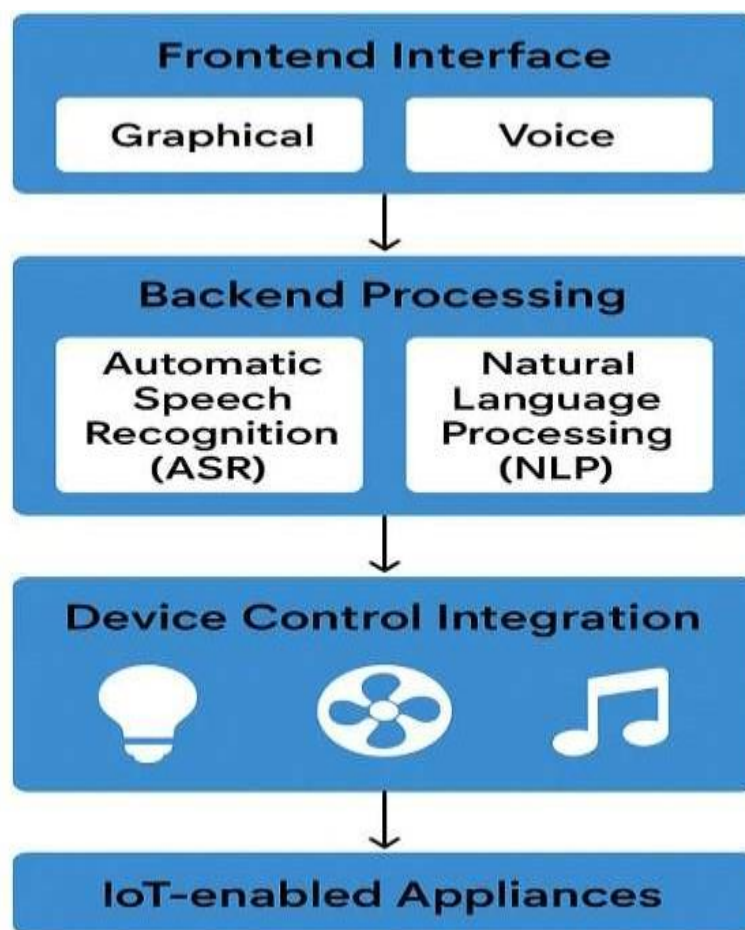 Frontend Interface
Graphical
Voice
Backend Processing
Automatic
Speech
Recognition
(ASR)
Natural
Language
Processing
(NLP)
Device Control Integration
IoT-enabled Appliances